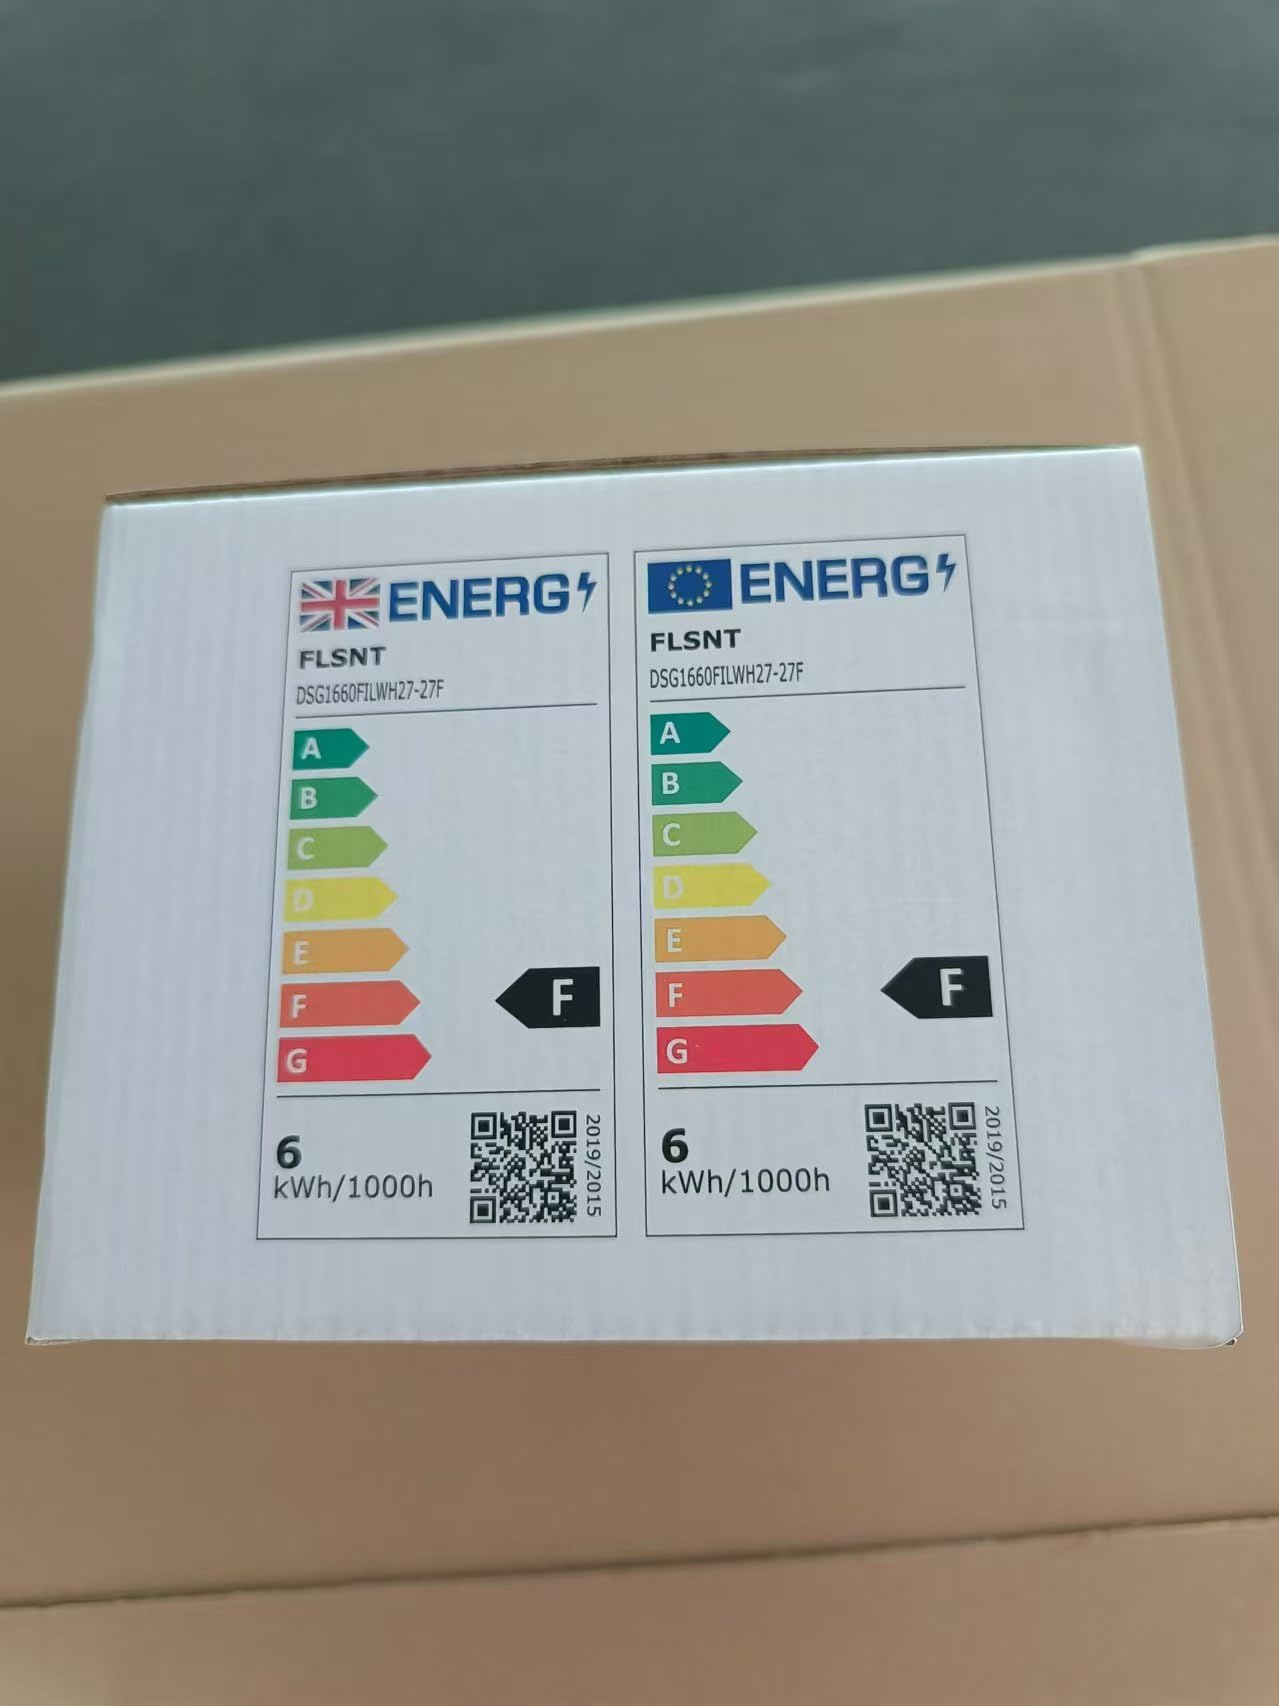 ENERG
FLSNT
DSG1660FILWH27-27F
A
B
C
D
E
F
G
F
6
kWh/1000h
2019/2015
ENERG
FLSNT
DSG1660FILWH27-27F
A
B
C
D
E
F
G
F
6
kWh/1000h
2019/2015